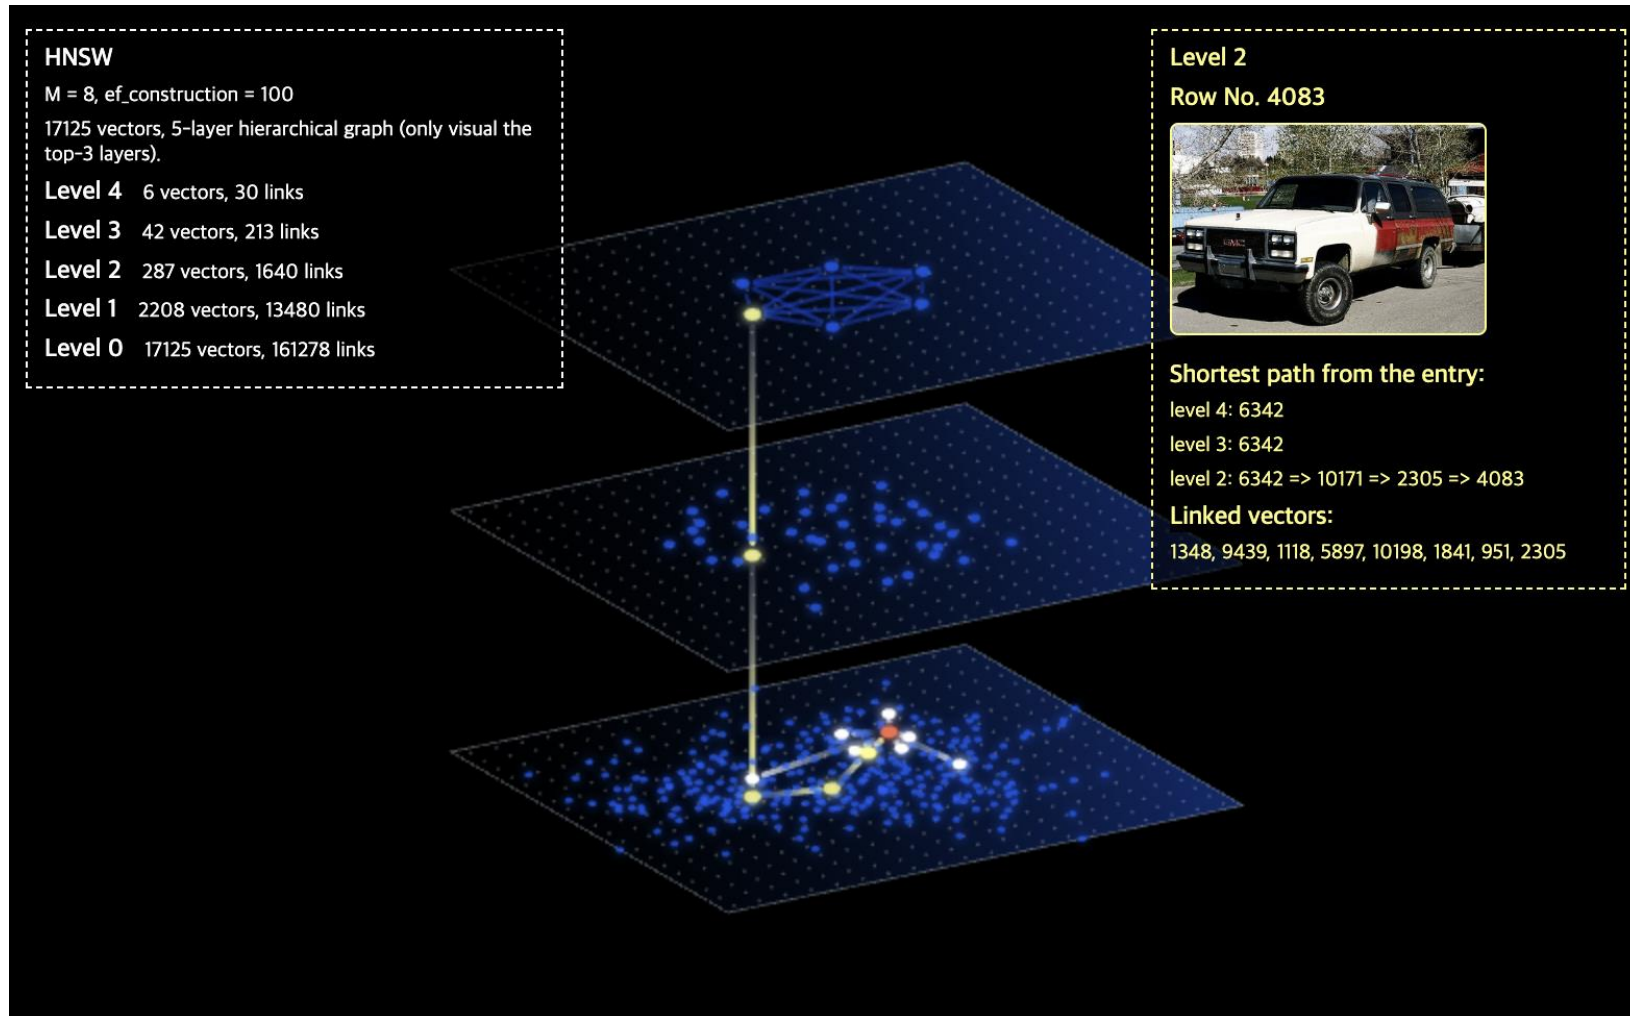 HNSW
M = 8, ef_construction = 100
17125 vectors, 5-layer hierarchical graph (only visual the
top-3 layers).
Level 4 6 vectors, 30 links
Level 3 42 vectors, 213 links
Level 2 287 vectors, 1640 links
Level 1 2208 vectors, 13480 links
Level 0 17125 vectors, 161278 links
Level 2
Row No. 4083
GMC
Shortest path from the entry:
level 4: 6342
level 3: 6342
level 2: 6342 => 10171 => 2305 => 4083
Linked vectors:
1348, 9439, 1118, 5897, 10198, 1841, 951, 2305